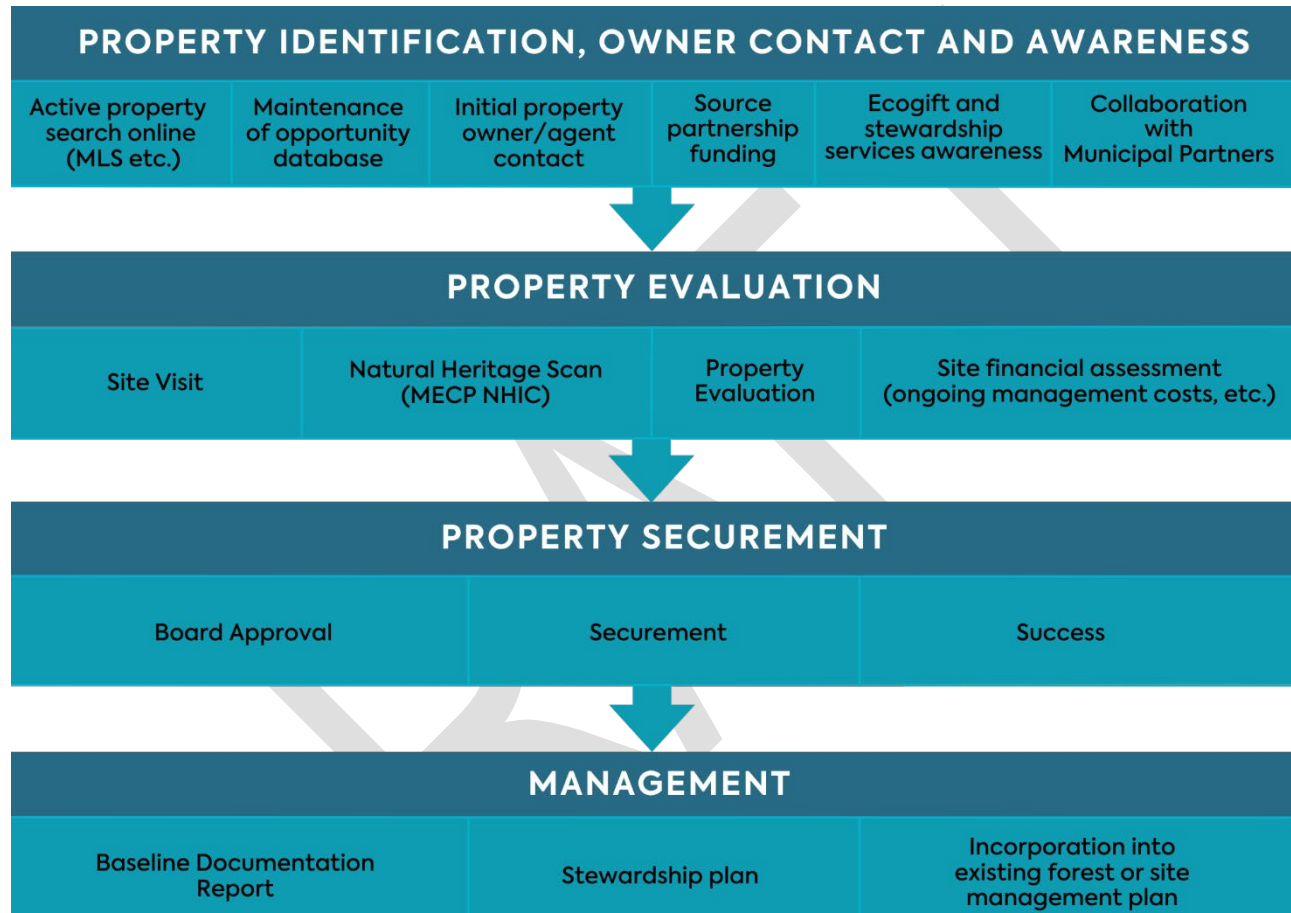 PROPERTY IDENTIFICATION, OWNER CONTACT AND AWARENESS
Active property
search online
(MLS etc.)
Maintenance
of opportunity
database
Initial property
owner/agent
contact
Source
partnership
funding
Ecogift and
stewardship
services awareness
Collaboration
with
Municipal Partners
PROPERTY EVALUATION
Site Visit
Natural Heritage Scan
(MECP NHIC)
Property
Evaluation
Site financial assessment
(ongoing management costs, etc.)
PROPERTY SECUREMENT
Board Approval
Securement
Success
MANAGEMENT
Baseline Documentation
Report
Stewardship plan
Incorporation into
existing forest or site
management plan